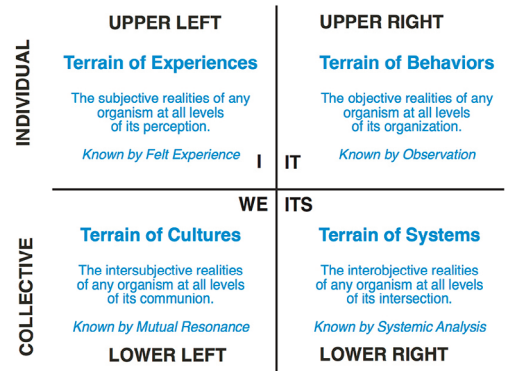 UPPER LEFT
UPPER RIGHT
INDIVIDUAL
Terrain of Experiences
The subjective realities of any
organism at all levels
of its perception.
Known by Felt Experience
I
Terrain of Behaviors
The objective realities of any
organism at all levels
of its organization.
Known by Observation
IT
COLLECTIVE
WE
Terrain of Cultures
The intersubjective realities
of any organism at all levels
of its communion.
Known by Mutual Resonance
LOWER LEFT
ITS
Terrain of Systems
The interobjective realities
of any organism at all levels
of its intersection.
Known by Systemic Analysis
LOWER RIGHT